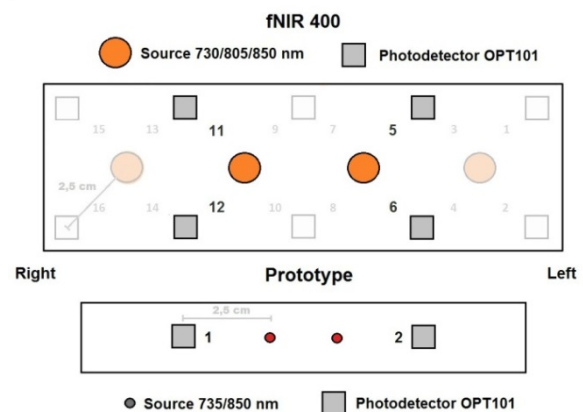 fNIR 400
Source 730/805/850 nm
Photodetector OPT101
15 13 11 9 7 5 3 1
2,5 cm
16 14 12 10 8 6 4 2
Right Prototype Left
2,5 cm
1 2
Source 735/850 nm
Photodetector OPT101